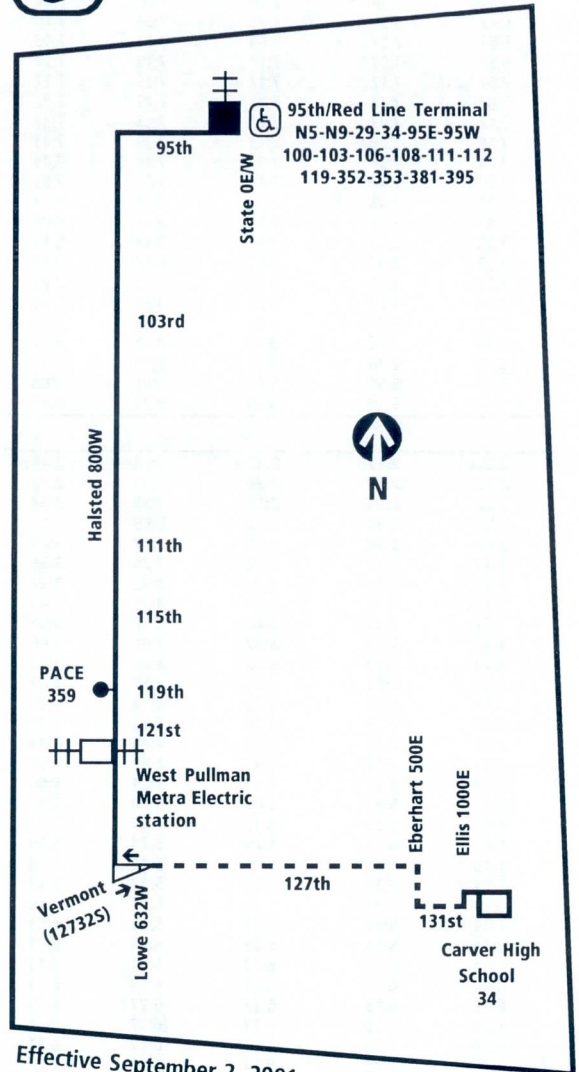 95th/Red Line Terminal
N5-N9-29-34-95E-95W
100-103-106-108-111-112
119-352-353-381-395
95th
State 0E/W
103rd
Halsted 800W
N
111th
115th
PACE
359
119th
121st
West Pullman
Metra Electric
station
Eberhart 500E
Ellis 1000E
127th
Vermont
(12732S)
Lowe 632W
131st
Carver High
School
34
Effective September 2, 2001